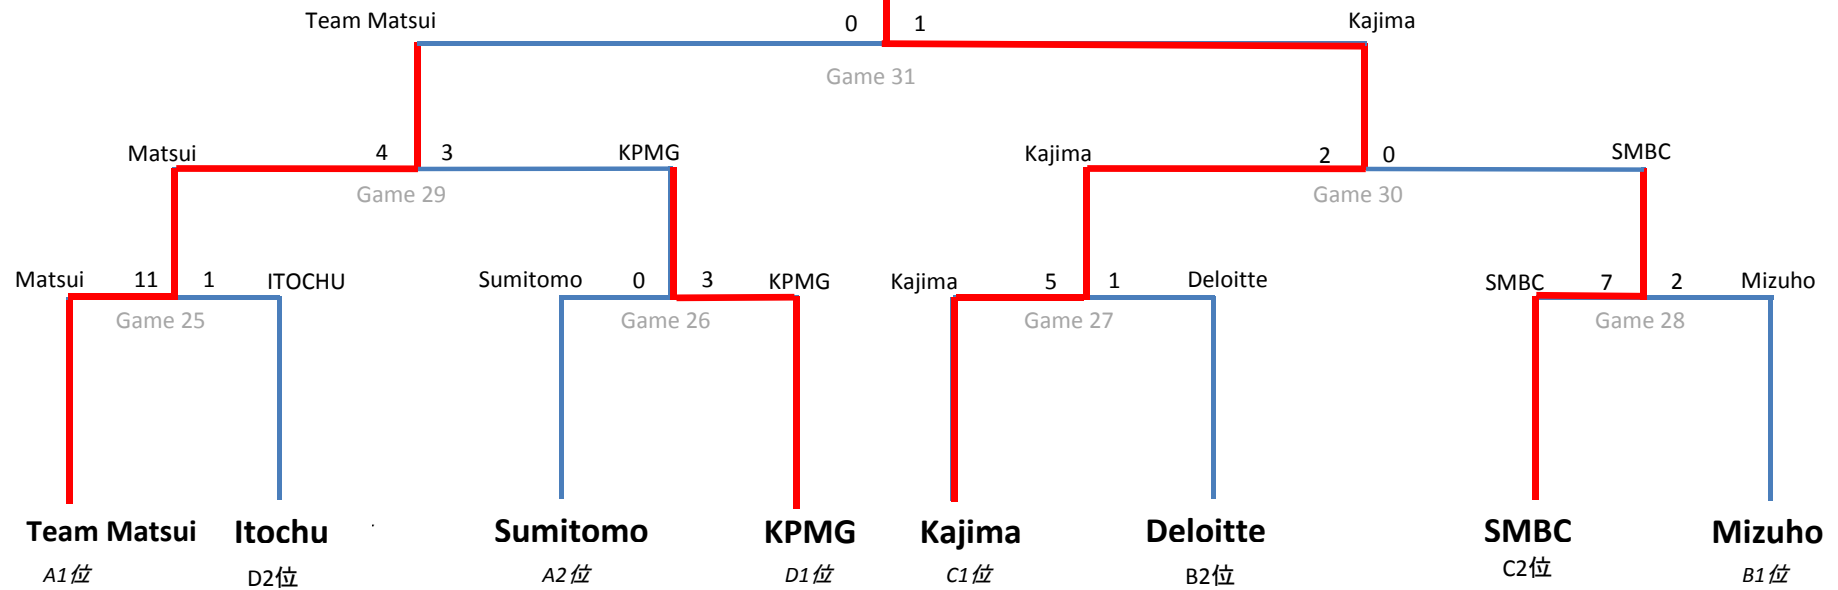 Team Matsui 0 1 Kajima
Game 31
Matsui 4 3 KPMG Kajima 2 0 SMBC
Game 29 Game 30
Matsui 11 1 ITOCHU Sumitomo 0 3 KPMG Kajima 5 1 Deloitte SMBC 7 2 Mizuho
Game 25 Game 26 Game 27 Game 28
Team Matsui Itochu Sumitomo KPMG Kajima Deloitte SMBC Mizuho
A1位 D2位 A2位 D1位 C1位 B2位 C2位 B1位